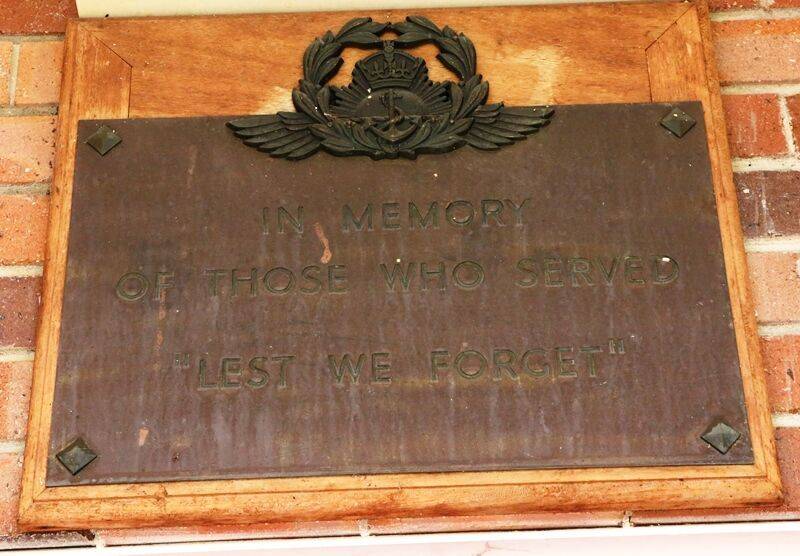 IN MEMORY
OF THOSE WHO SERVED
"LEST WE FORGET"